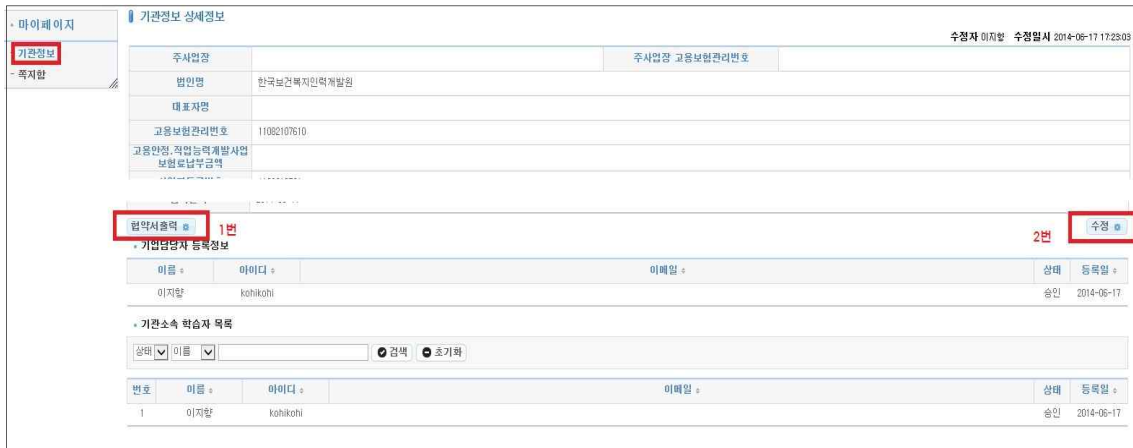 마이페이지
기관정보 상세정보
수정자 이지향 수정일시 2014-06-17 17:23:03
- 기관정보
- 쪽지함
주사업장
주사업장 고용보험관리번호
법인명 한국보건복지인력개발원
대표자명
고용보험관리번호 11082107610
고용안정.직업능력개발사업
보험료납부금액
협약서출력 1번
수정 2번
기업담당자 등록정보
이름 아이디 이메일 상태 등록일
이지향 kohikohi 승인 2014-06-17
기관소속 학습자 목록
상태 이름 검색 초기화
번호 이름 아이디 이메일 상태 등록일
1 이지향 kohikohi 승인 2014-06-17